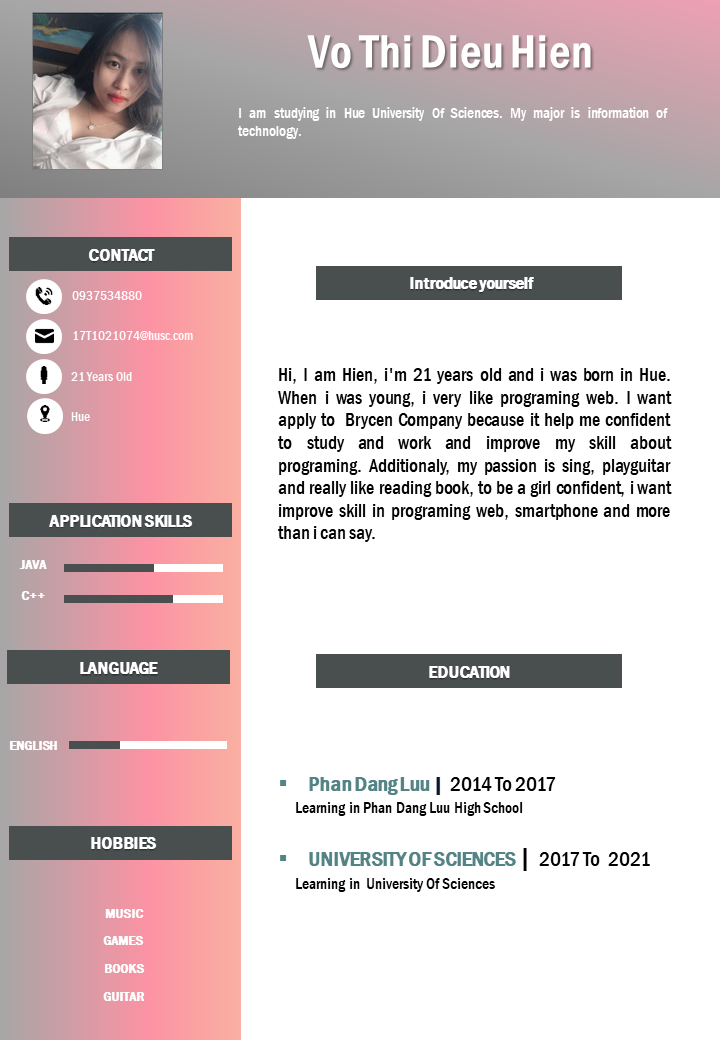 Vo Thi Dieu Hien
I am studying in Hue University Of Sciences. My major is information of
technology.
CONTACT
0937534880
17T1021074@husc.com
21 Years Old
Hue
APPLICATION SKILLS
JAVA
C++
LANGUAGE
ENGLISH
HOBBIES
MUSIC
GAMES
BOOKS
GUITAR
Introduce yourself
Hi, I am Hien, i'm 21 years old and i was born in Hue.
When i was young, i very like programing web. I want
apply to Brycen Company because it help me confident
to study and work and improve my skill about
programing. Additionaly, my passion is sing, playguitar
and really like reading book, to be a girl confident, i want
improve skill in programing web, smartphone and more
than i can say.
EDUCATION
Phan Dang Luu | 2014 To 2017
Learning in Phan Dang Luu High School
UNIVERSITY OF SCIENCES | 2017 To 2021
Learning in University Of Sciences